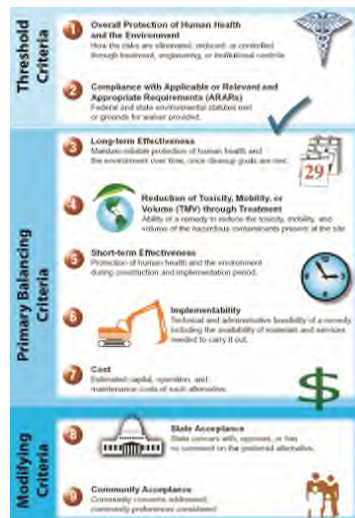 Threshold
Criteria
1
Overall Protection of Human Health
and the Environment
How the risks are eliminated, reduced, or controlled
through treatment, engineering, or institutional controls.
2
Compliance with Applicable or Relevant and
Appropriate Requirements (ARARs)
Federal and state environmental statutes met
or grounds for waiver provided.
Primary Balancing
Criteria
3
Long-term Effectiveness
Maintain reliable protection of human health and
the environment over time, once cleanup goals are met.
29
4
Reduction of Toxicity, Mobility, or
Volume (TMV) through Treatment
Ability of a remedy to reduce the toxicity, mobility, and
volume of the hazardous contaminants present at the site.
5
Short-term Effectiveness
Protection of human health and the environment
during construction and implementation period.
6
Implementability
Technical and administrative feasibility of a remedy,
including the availability of materials and services
needed to carry it out.
7
Cost
Estimated capital, operation, and
maintenance costs of each alternative.
$
Modifying
Criteria
8
State Acceptance
State concurs with, opposes, or has
no comment on the preferred alternative.
9
Community Acceptance
Community concerns addressed;
community preferences considered.